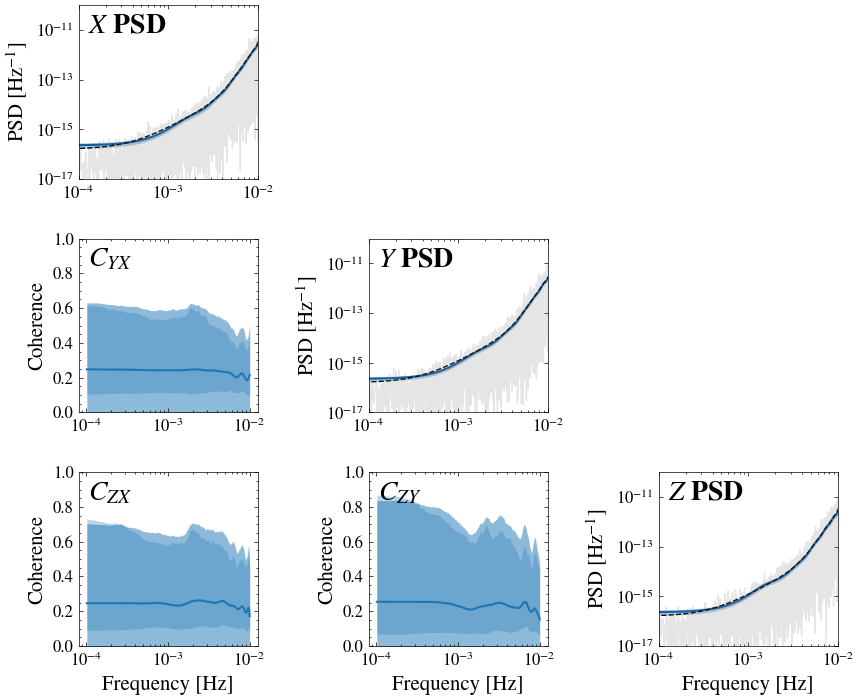 X PSD
PSD [Hz⁻¹]
10⁻¹¹
10⁻¹³
10⁻¹⁵
10⁻¹⁷
10⁻⁴ 10⁻³ 10⁻²
C_YX
Coherence
1.0
0.8
0.6
0.4
0.2
0.0
10⁻⁴ 10⁻³ 10⁻²
Y PSD
PSD [Hz⁻¹]
10⁻¹¹
10⁻¹³
10⁻¹⁵
10⁻¹⁷
10⁻⁴ 10⁻³ 10⁻²
C_ZX
Coherence
1.0
0.8
0.6
0.4
0.2
0.0
10⁻⁴ 10⁻³ 10⁻²
Frequency [Hz]
C_ZY
Coherence
1.0
0.8
0.6
0.4
0.2
0.0
10⁻⁴ 10⁻³ 10⁻²
Frequency [Hz]
Z PSD
PSD [Hz⁻¹]
10⁻¹¹
10⁻¹³
10⁻¹⁵
10⁻¹⁷
10⁻⁴ 10⁻³ 10⁻²
Frequency [Hz]